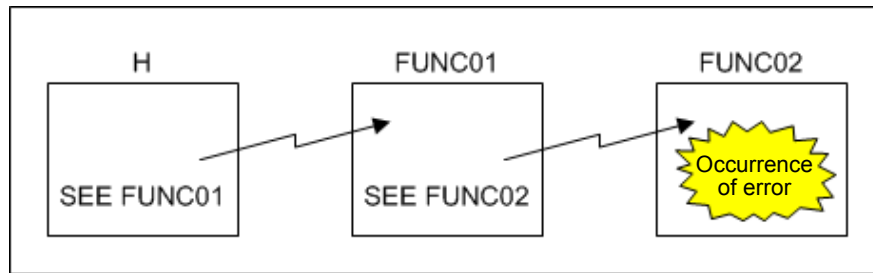 H
FUNC01
FUNC02
SEE FUNC01
SEE FUNC02
Occurrence
of error